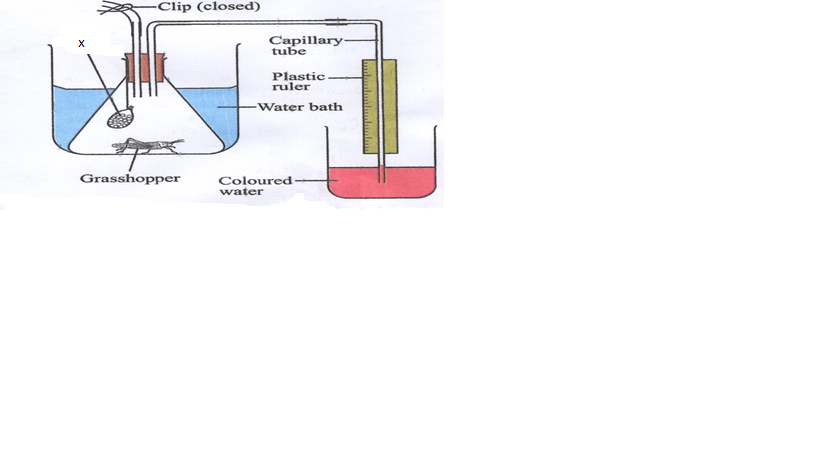 Clip (closed)
x
Capillary
tube
Plastic
ruler
Water bath
Grasshopper
Coloured
water